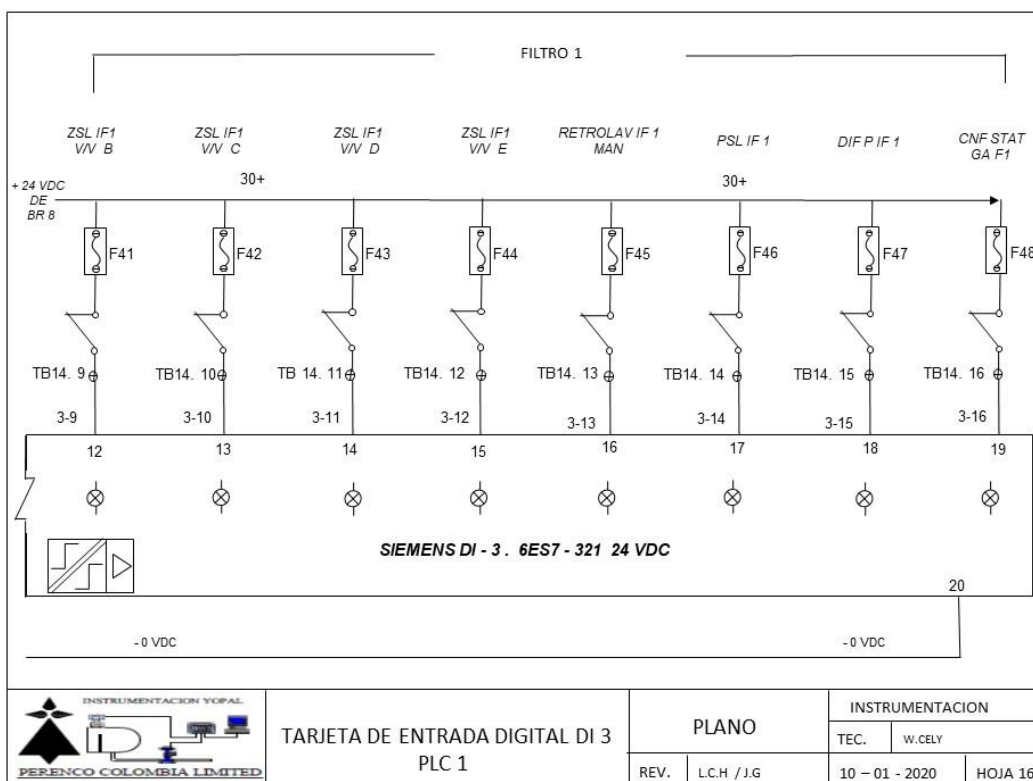 FILTRO 1
ZSL IF1
V/V B
ZSL IF1
V/V C
ZSL IF1
V/V D
ZSL IF1
V/V E
RETROLAV IF 1
MAN
PSL IF 1
DIF P IF 1
CNF STAT
GA F1
+ 24 VDC
DE
BR 8
30+
30+
F41
F42
F43
F44
F45
F46
F47
F48
TB14. 9
TB14. 10
TB 14. 11
TB14. 12
TB14. 13
TB14. 14
TB14. 15
TB14. 16
3-9
3-10
3-11
3-12
3-13
3-14
3-15
3-16
12
13
14
15
16
17
18
19
SIEMENS DI - 3 . 6ES7 - 321 24 VDC
20
- 0 VDC
- 0 VDC
INSTRUMENTACION YOPAL
PERENCO COLOMBIA LIMITED
TARJETA DE ENTRADA DIGITAL DI 3
PLC 1
PLANO
REV.
L.C.H / J.G
INSTRUMENTACION
TEC.
W.CELY
10 – 01 - 2020
HOJA 16